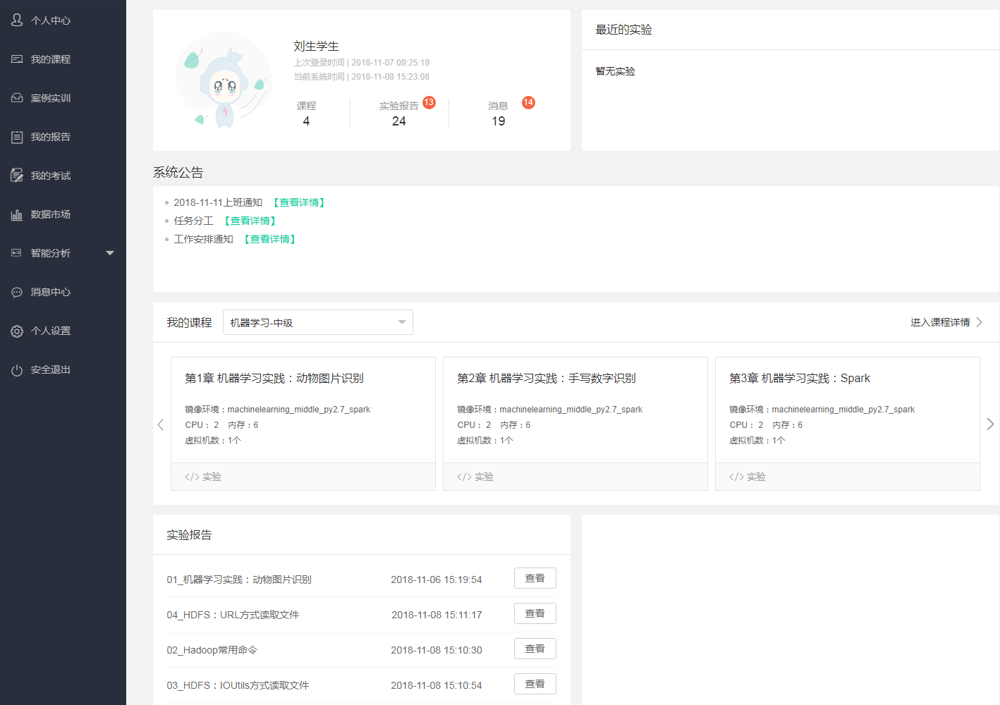 个人中心
我的课程
案例实训
我的报告
我的考试
数据市场
智能分析
消息中心
个人设置
安全退出
刘生学生
上次登录时间 | 2018-11-07 09:25:19
当前系统时间 | 2018-11-08 15:23:08
课程 实验报告 13 消息 14
4 24 19
最近的实验
暂无实验
系统公告
2018-11-11上班通知 【查看详情】
任务分工 【查看详情】
工作安排通知 【查看详情】
我的课程 机器学习-中级 进入课程详情
第1章 机器学习实践：动物图片识别
镜像环境：machinelearning_middle_py2.7_spark
CPU： 2 内存：6
虚拟机数：1个
</> 实验
第2章 机器学习实践：手写数字识别
镜像环境：machinelearning_middle_py2.7_spark
CPU： 2 内存：6
虚拟机数：1个
</> 实验
第3章 机器学习实践：Spark
镜像环境：machinelearning_middle_py2.7_spark
CPU： 2 内存：6
虚拟机数：1个
</> 实验
实验报告
01_机器学习实践：动物图片识别 2018-11-06 15:19:54 查看
04_HDFS：URL方式读取文件 2018-11-08 15:11:17 查看
02_Hadoop常用命令 2018-11-08 15:10:30 查看
03_HDFS：IOUtils方式读取文件 2018-11-08 15:10:54 查看